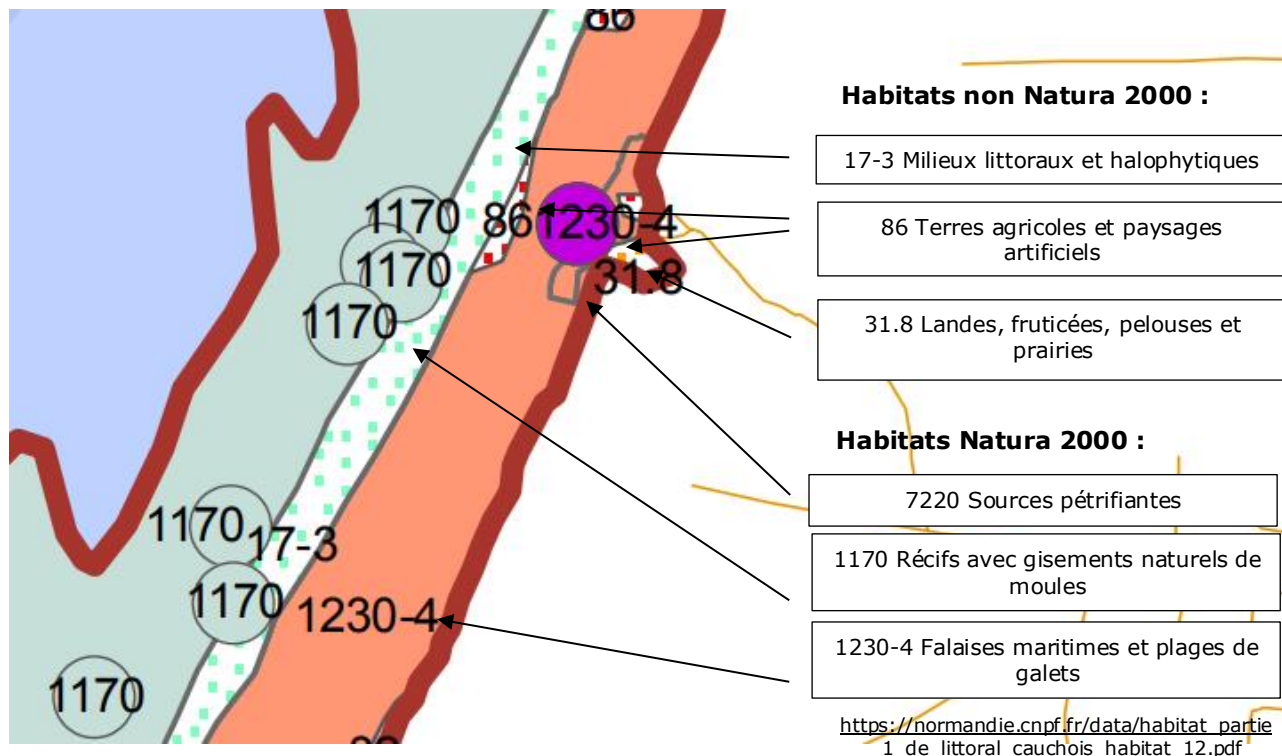 86
Habitats non Natura 2000 :
17-3 Milieux littoraux et halophytiques
1170
86
1230-4
86 Terres agricoles et paysages
artificiels
1170
31.8
1170
31.8 Landes, fruticées, pelouses et
prairies
Habitats Natura 2000 :
7220 Sources pétrifiantes
1170
17-3
1170 Récifs avec gisements naturels de
moules
1170
1230-4
1230-4 Falaises maritimes et plages de
galets
1170
https://normandie.cnpf.fr/data/habitat_partie
_1_de_littoral_cauchois_habitat_12.pdf